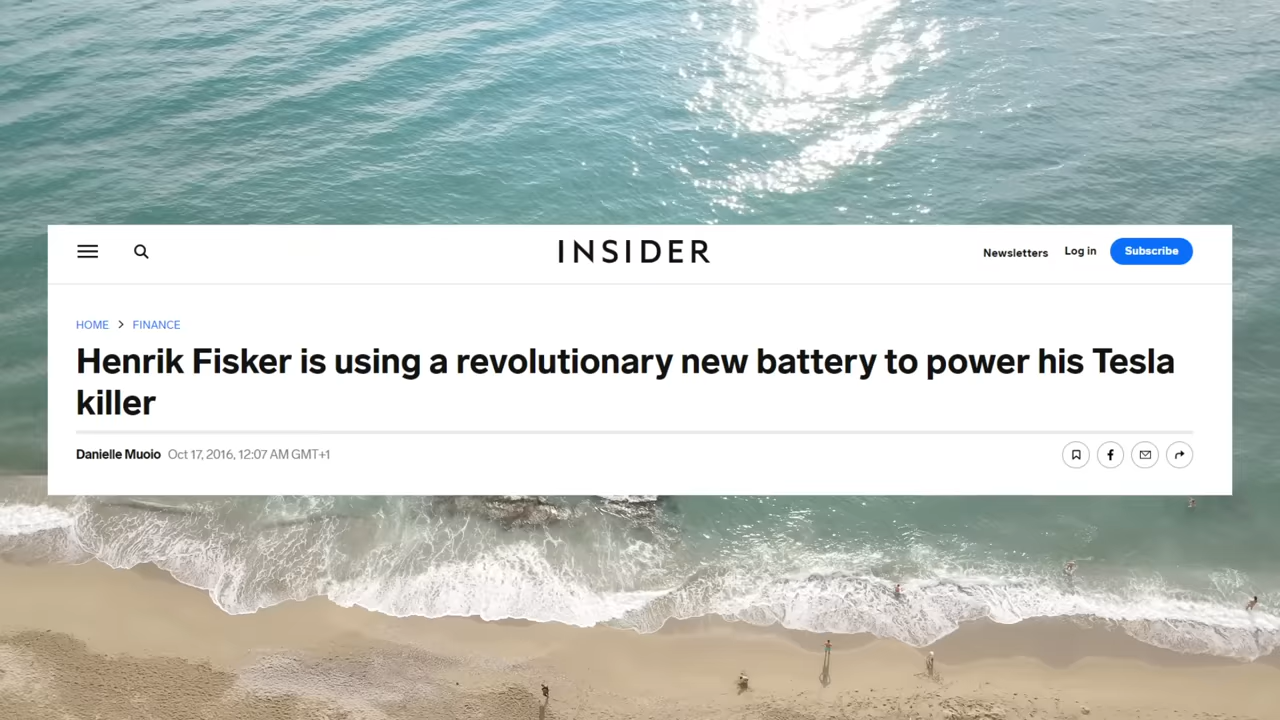 INSIDER
Newsletters Log in Subscribe
HOME > FINANCE
Henrik Fisker is using a revolutionary new battery to power his Tesla
killer
Danielle Muoio Oct 17, 2016, 12:07 AM GMT+1